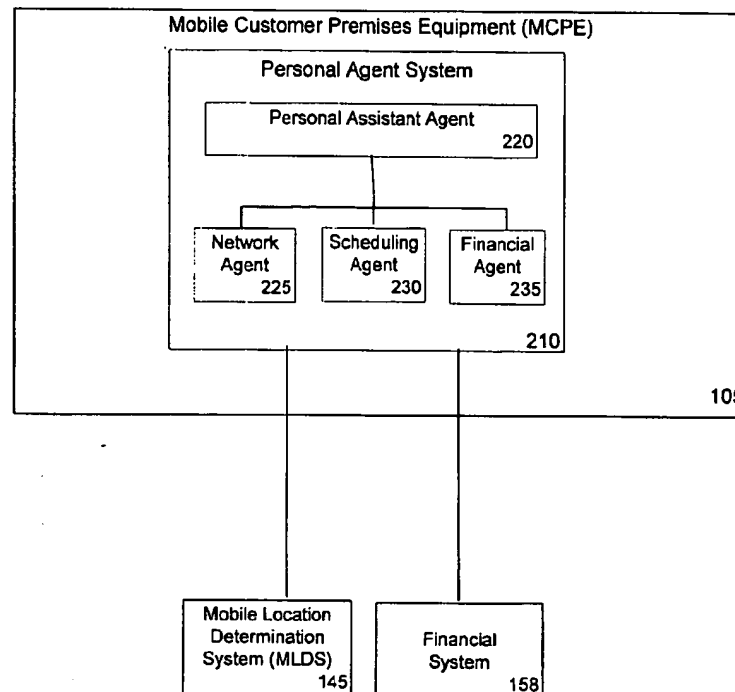 Mobile Customer Premises Equipment (MCPE)
Personal Agent System
Personal Assistant Agent
220
Network
Agent
225
Scheduling
Agent
230
Financial
Agent
235
210
105
Mobile Location
Determination
System (MLDS)
145
Financial
System
158